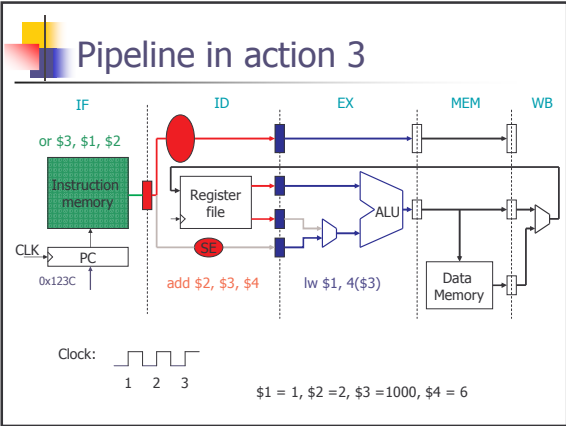 Pipeline in action 3
IF ID EX MEM WB
or $3, $1, $2
Instruction
memory
Register
file
ALU
SE
CLK
PC
0x123C
add $2, $3, $4
lw $1, 4($3)
Data
Memory
Clock:
1 2 3
$1 = 1, $2 =2, $3 =1000, $4 = 6